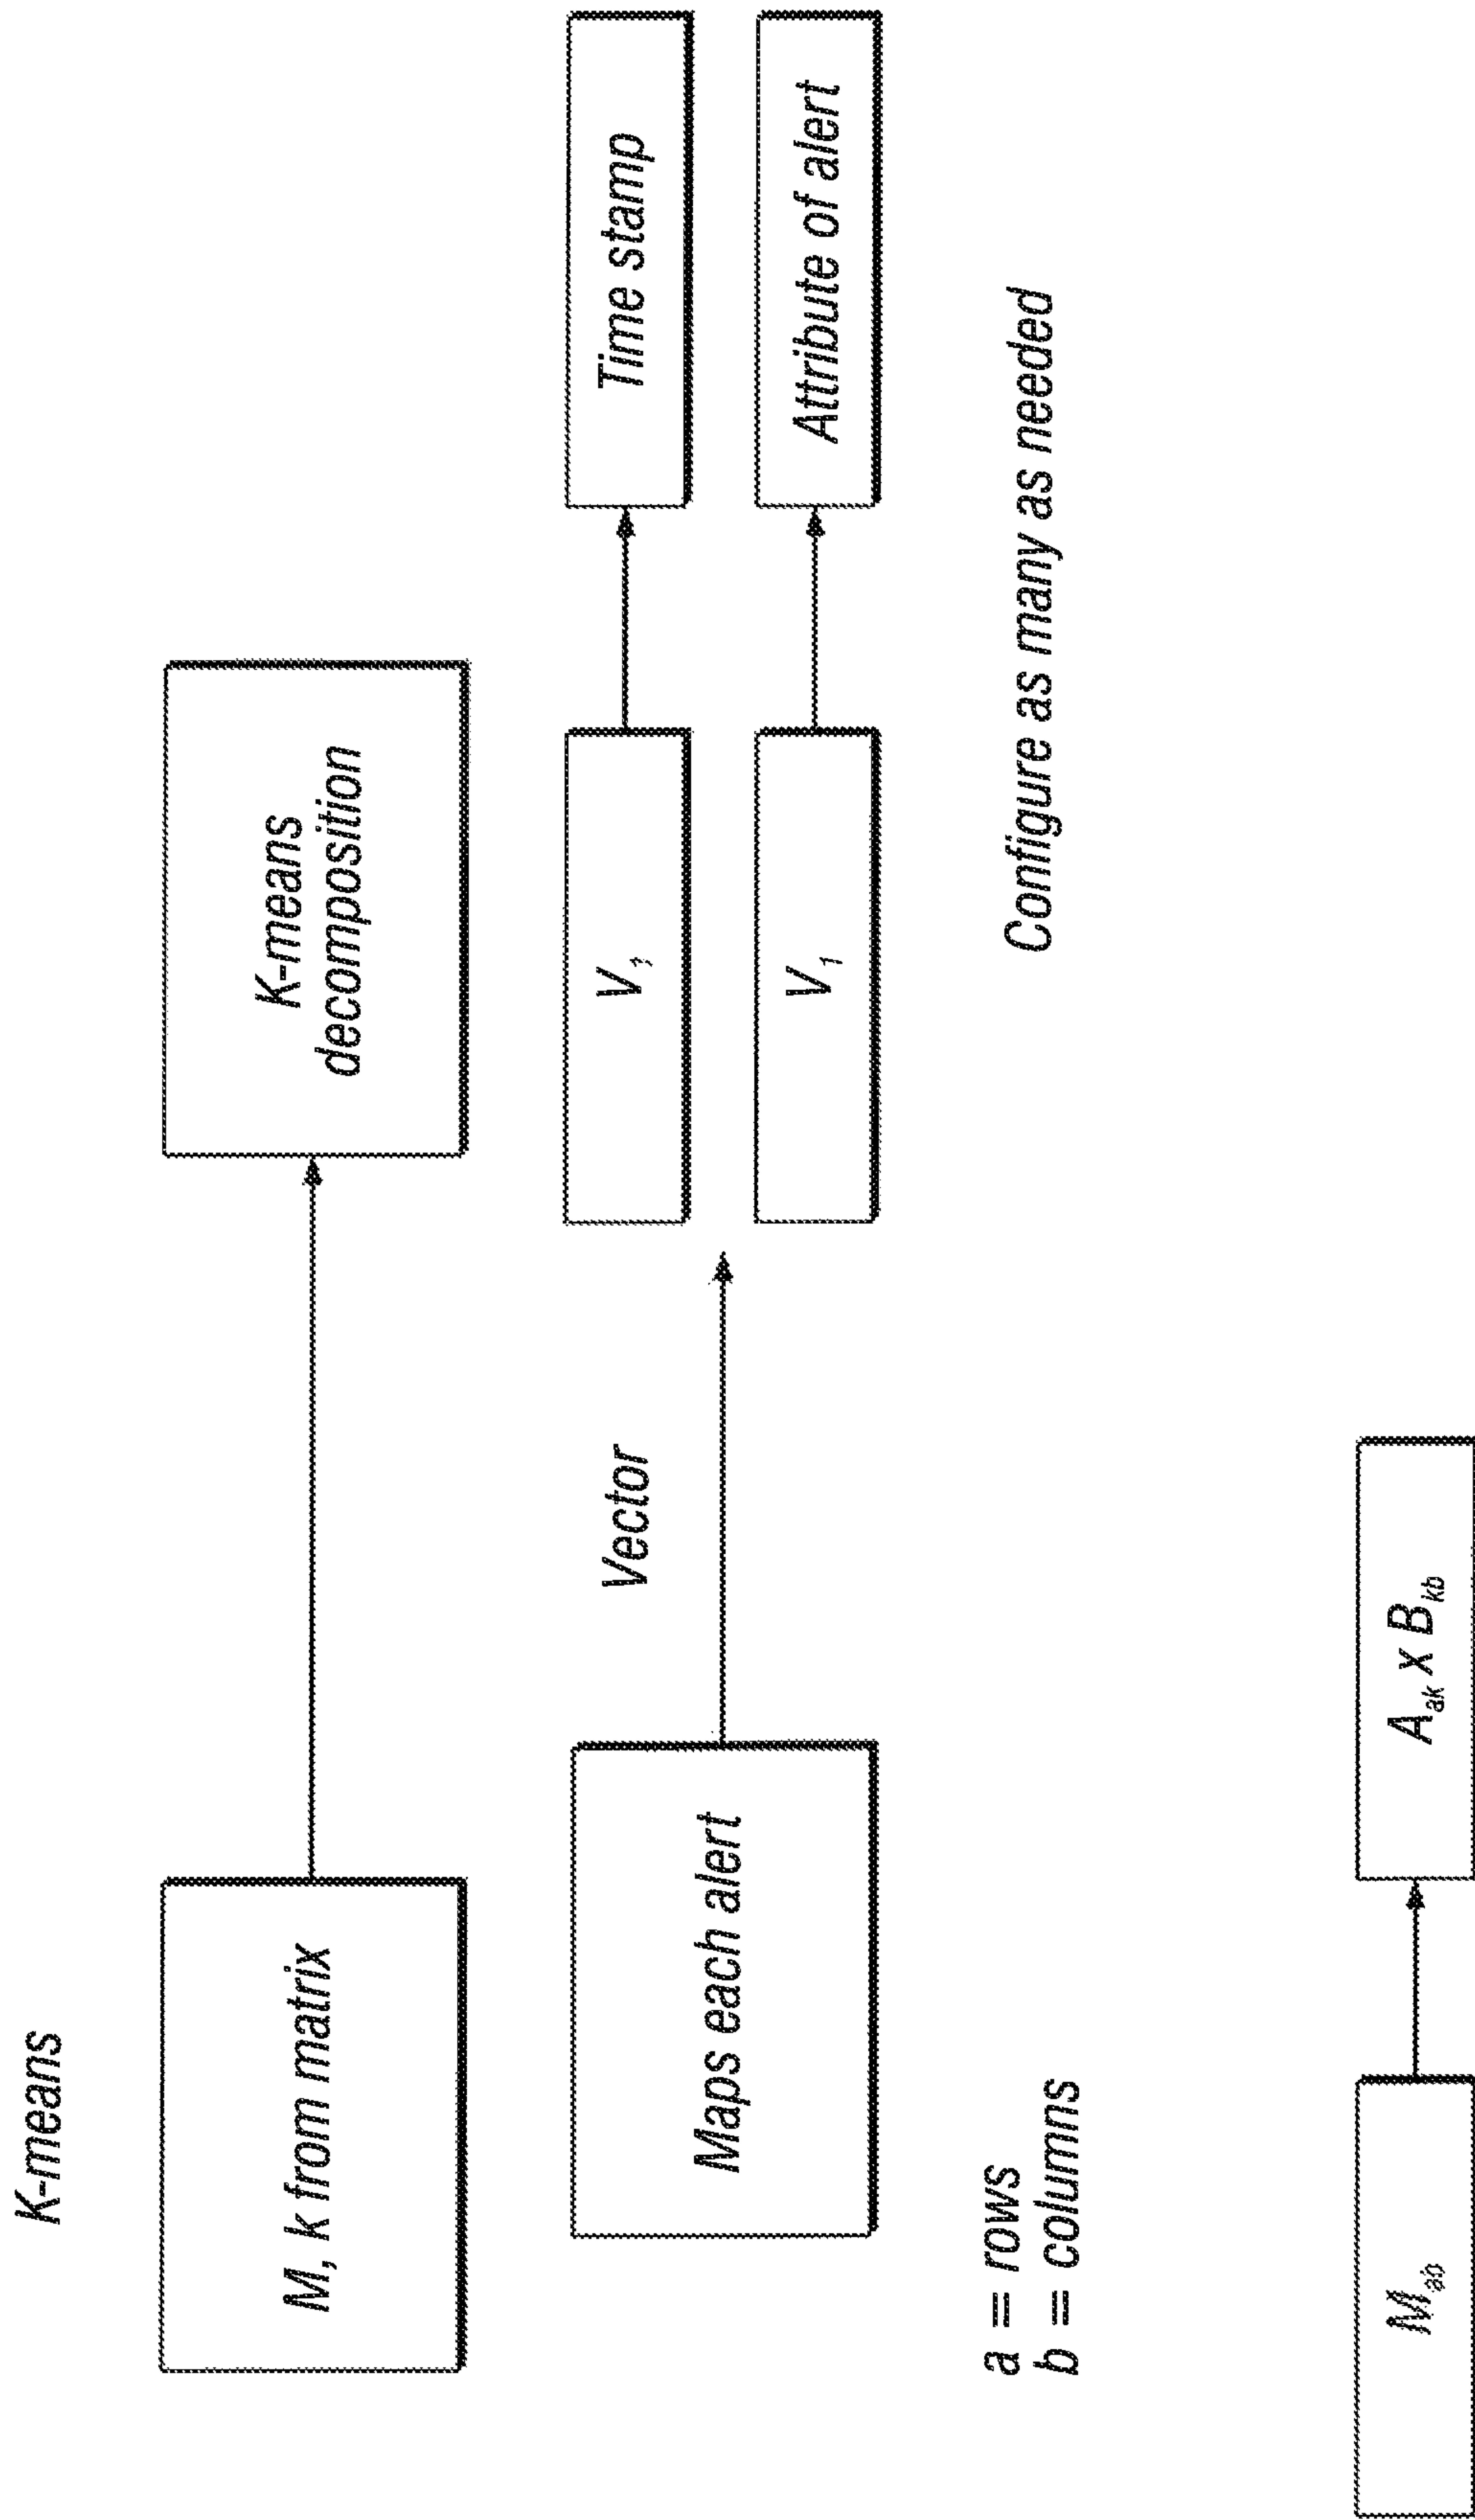 K-means
M, k from matrix
K-means
decomposition
Maps each alert
Vector
V₁
Time stamp
V₁
Attribute of alert
a = rows
b = columns
Configure as many as needed
Mₐb
Aₐₖ x Bₖb